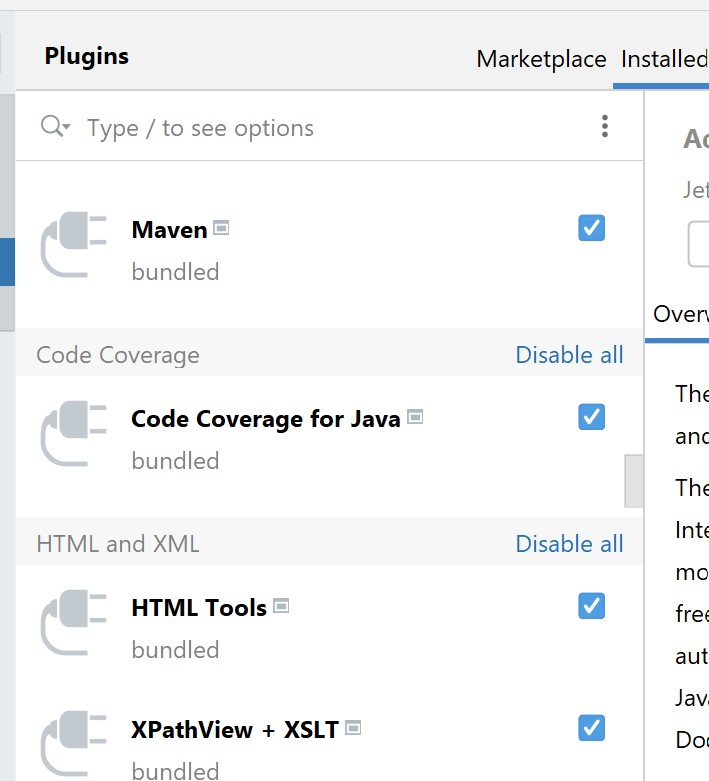 Plugins
Marketplace Installed
Type / to see options
Maven
bundled
Code Coverage Disable all
Code Coverage for Java
bundled
HTML and XML Disable all
HTML Tools
bundled
XPathView + XSLT
bundled
Jet
Overv
The
and
The
Inte
mo
free
aut
Java
Doc